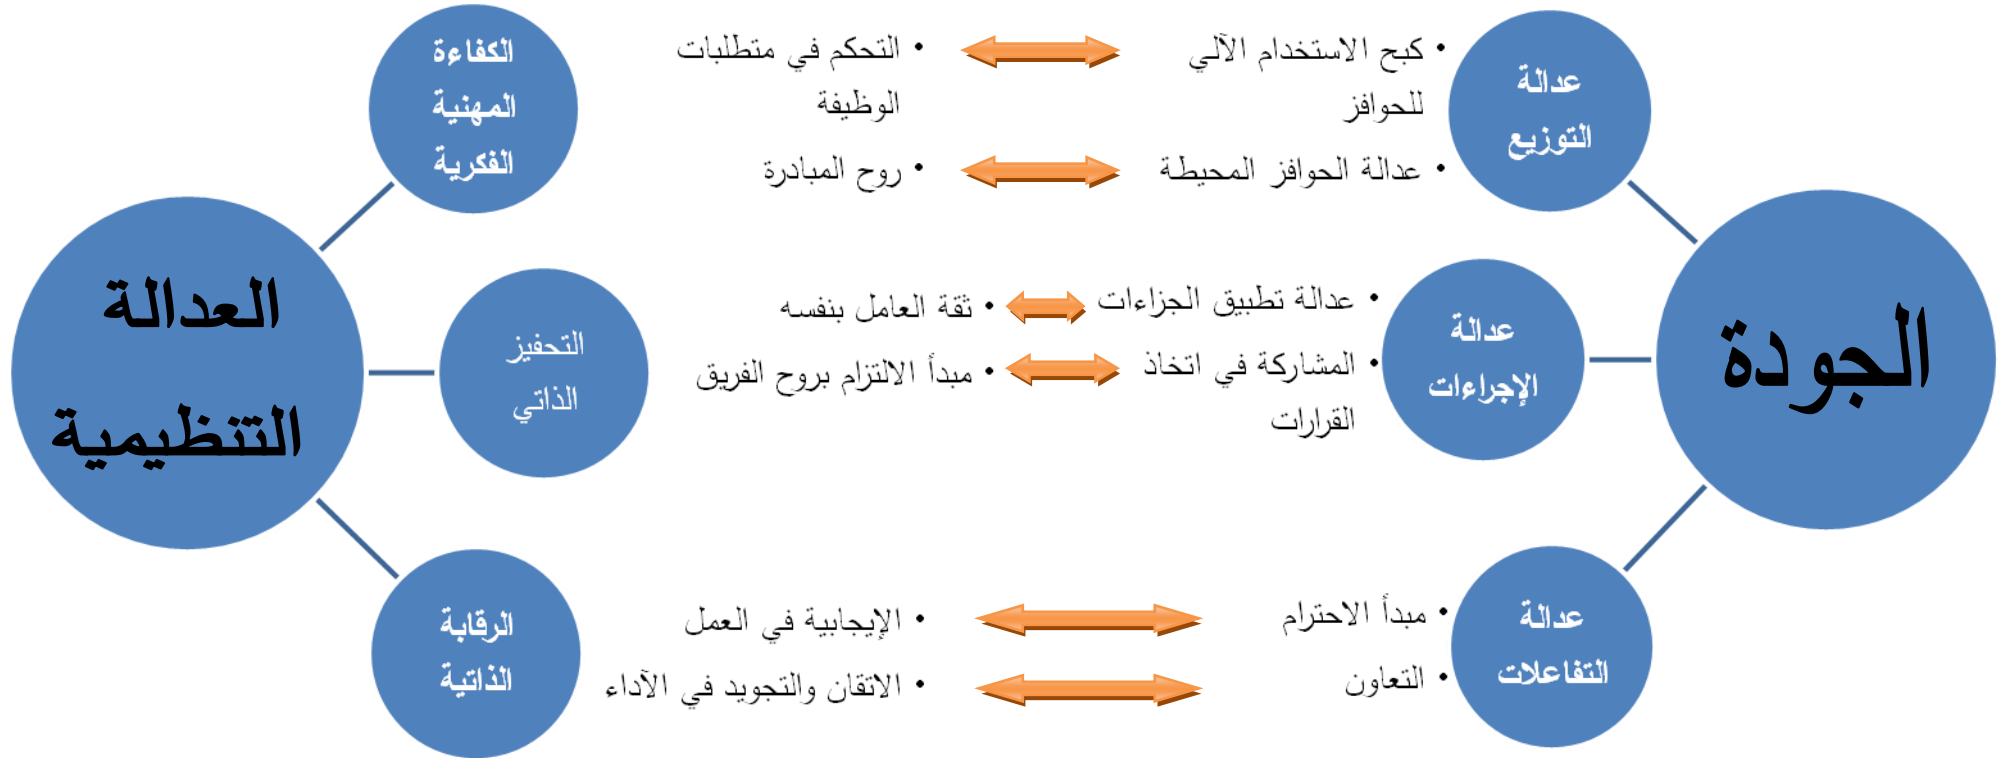 الجودة
عدالة
التوزيع
كبح الاستخدام الآلي
للحوافز
عدالة الحوافز المحيطة
التحكم في متطلبات
الوظيفة
روح المبادرة
الكفاءة
المهنية
الفكرية
عدالة
الإجراءات
عدالة تطبيق الجزاءات
المشاركة في اتخاذ
القرارات
ثقة العامل بنفسه
مبدأ الالتزام بروح الفريق
التحفيز
الذاتي
عدالة
التفاعلات
مبدأ الاحترام
التعاون
الإيجابية في العمل
الاتقان والتجويد في الآداء
الرقابة
الذاتية
العدالة
التنظيمية